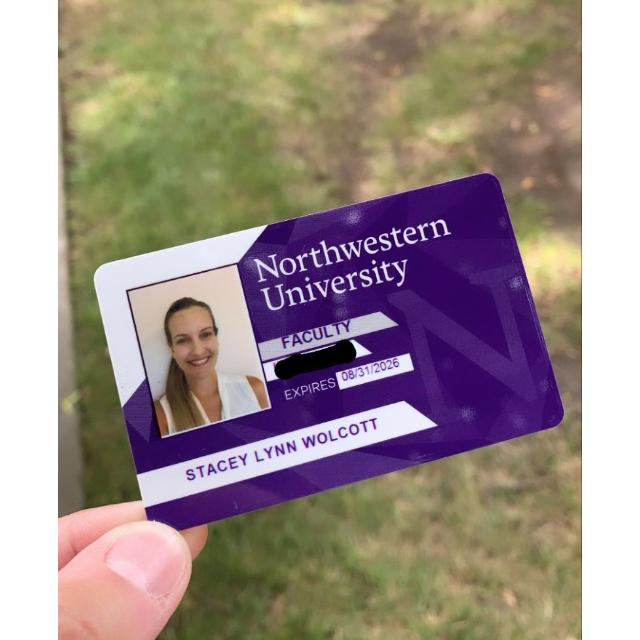 Northwestern
University
FACULTY
EXPIRES 08/31/2026
STACEY LYNN WOLCOTT